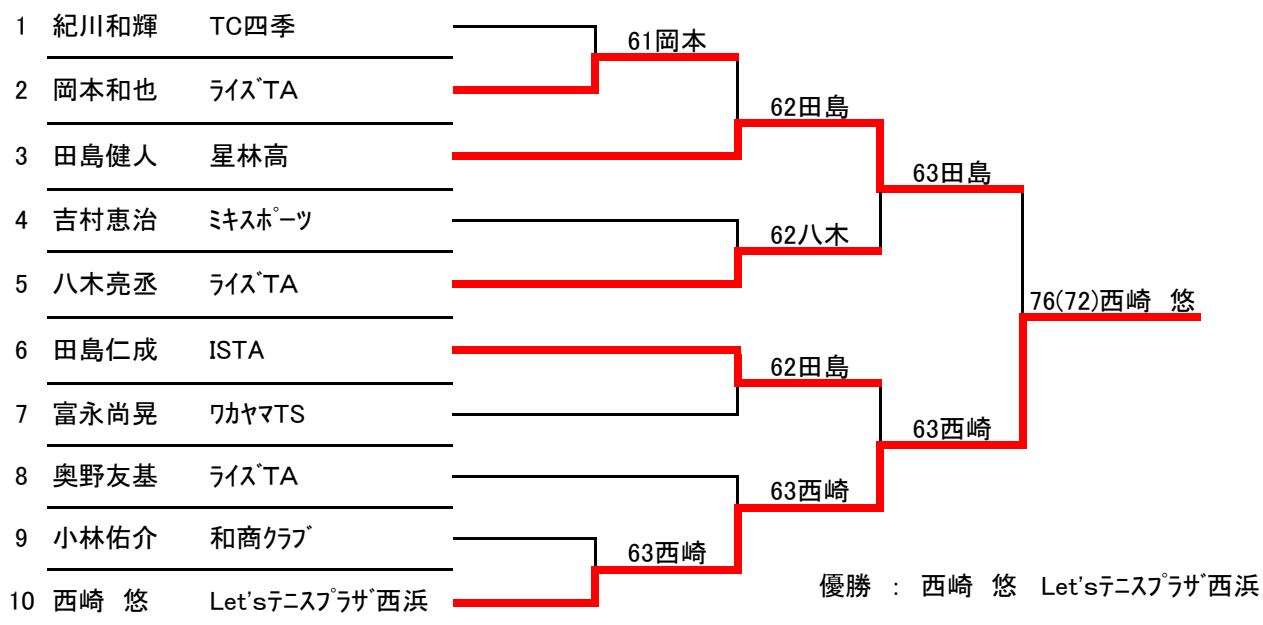 1 紀川和輝 TC四季
61岡本
2 岡本和也 ﾗｲｽﾞTA
62田島
3 田島健人 星林高
63田島
4 吉村恵治 ﾐｷｽﾎﾟｰﾂ
62八木
5 八木亮丞 ﾗｲｽﾞTA
76(72)西崎 悠
6 田島仁成 ISTA
62田島
7 富永尚晃 ﾜｶﾔﾏTS
63西崎
8 奥野友基 ﾗｲｽﾞTA
63西崎
9 小林佑介 和商ｸﾗﾌﾞ
63西崎
10 西崎 悠 Let'sﾃﾆｽﾌﾟﾗｻﾞ西浜
優勝 : 西崎 悠 Let'sﾃﾆｽﾌﾟﾗｻﾞ西浜